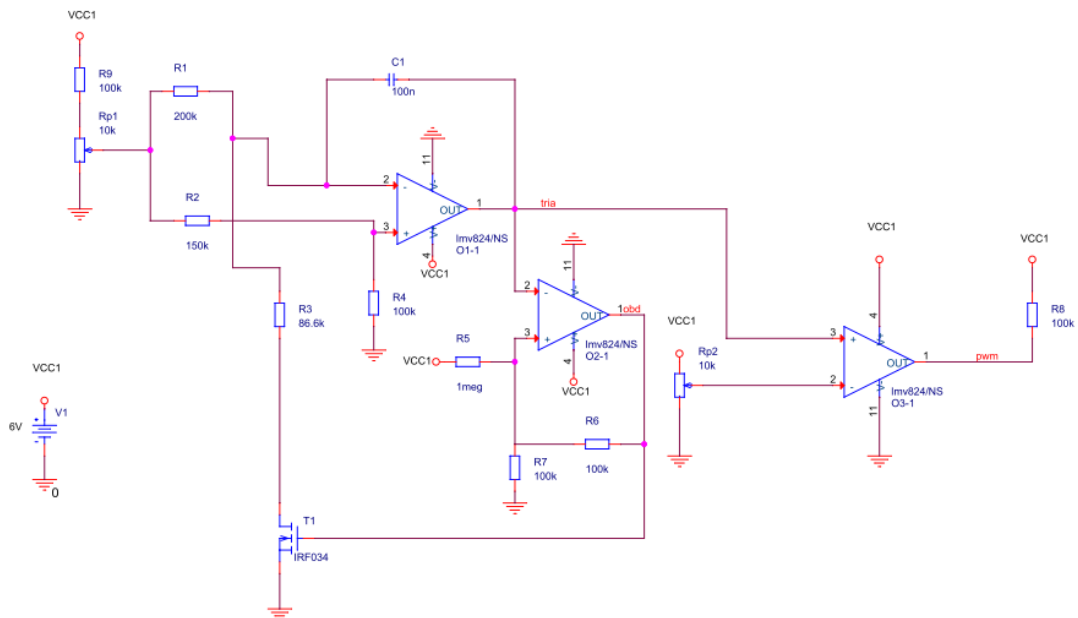 VCC1
R9
100k
Rp1
10k
R1
200k
R2
150k
C1
100n
2
-
3
+
11
V-
OUT
1
V+
4
VCC1
lmv824/NS
O1-1
tria
R3
86.6k
R4
100k
11
V-
2
-
3
+
OUT
1
obd
V+
4
VCC1
lmv824/NS
O2-1
R5
VCC1
1meg
R6
100k
R7
100k
VCC1
Rp2
10k
VCC1
4
V+
3
+
2
-
OUT
1
pwm
V-
11
lmv824/NS
O3-1
VCC1
R8
100k
VCC1
V1
6V
+
-
0
T1
IRF034